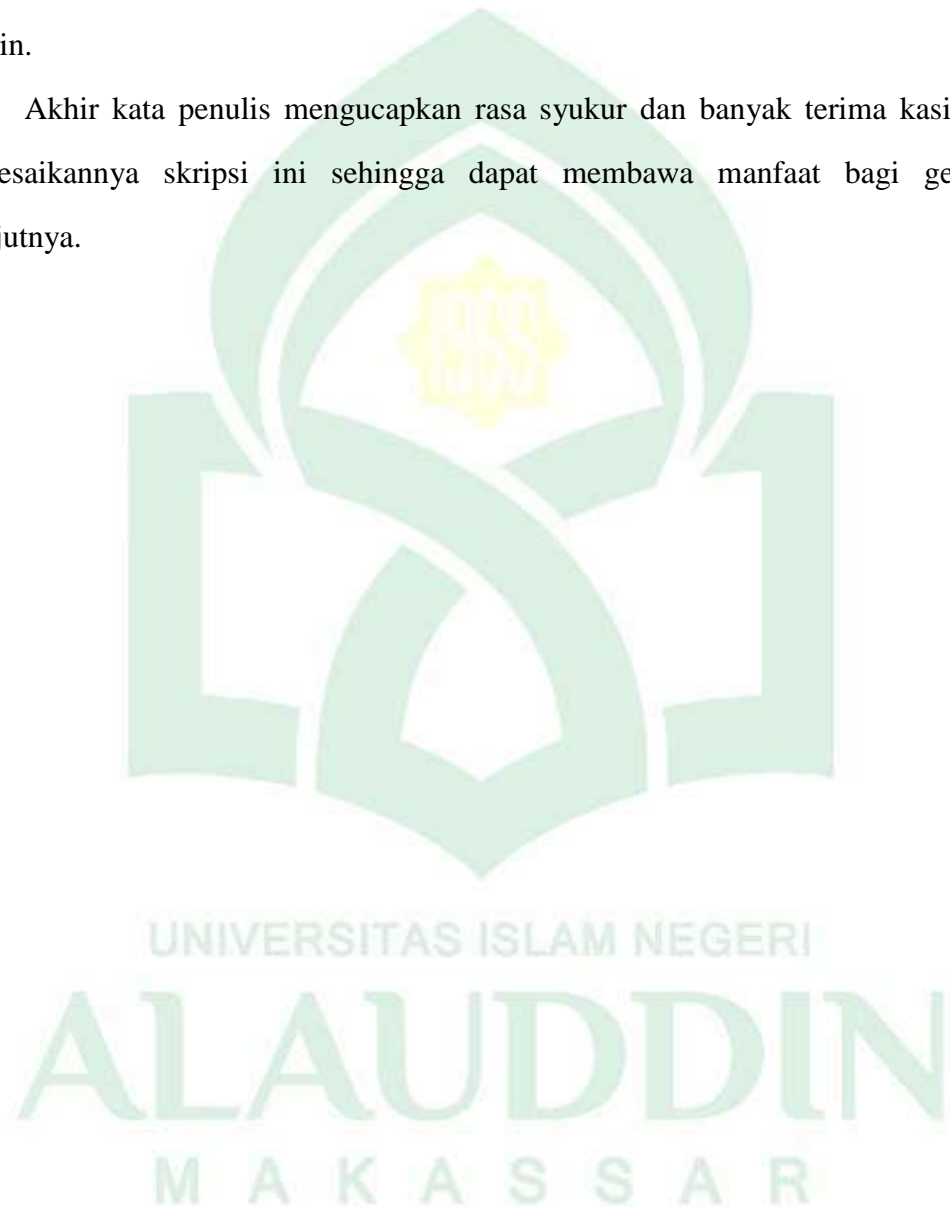 in.
Akhir kata penulis mengucapkan rasa syukur dan banyak terima kasi
esaikannya skripsi ini sehingga dapat membawa manfaat bagi ge
jutnya.
1965
UNIVERSITAS ISLAM NEGERI
ALAUDDIN
MAKASSAR